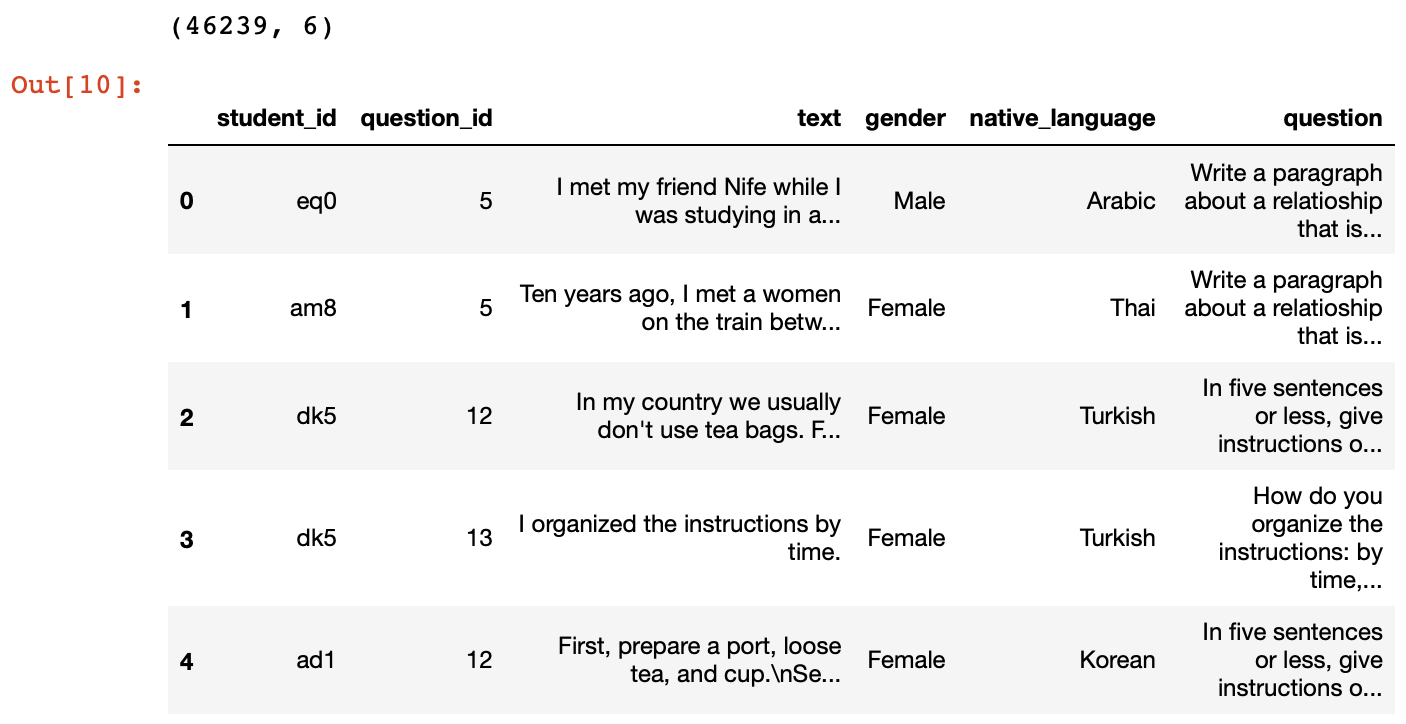 (46239, 6)
Out[10]:
student_id question_id text gender native_language question
0 eq0 5 I met my friend Nife while I was studying in a... Male Arabic Write a paragraph about a relatioship that is...
1 am8 5 Ten years ago, I met a women on the train betw... Female Thai Write a paragraph about a relatioship that is...
2 dk5 12 In my country we usually don't use tea bags. F... Female Turkish In five sentences or less, give instructions o...
3 dk5 13 I organized the instructions by time. Female Turkish How do you organize the instructions: by time,...
4 ad1 12 First, prepare a port, loose tea, and cup.\nSe... Female Korean In five sentences or less, give instructions o...